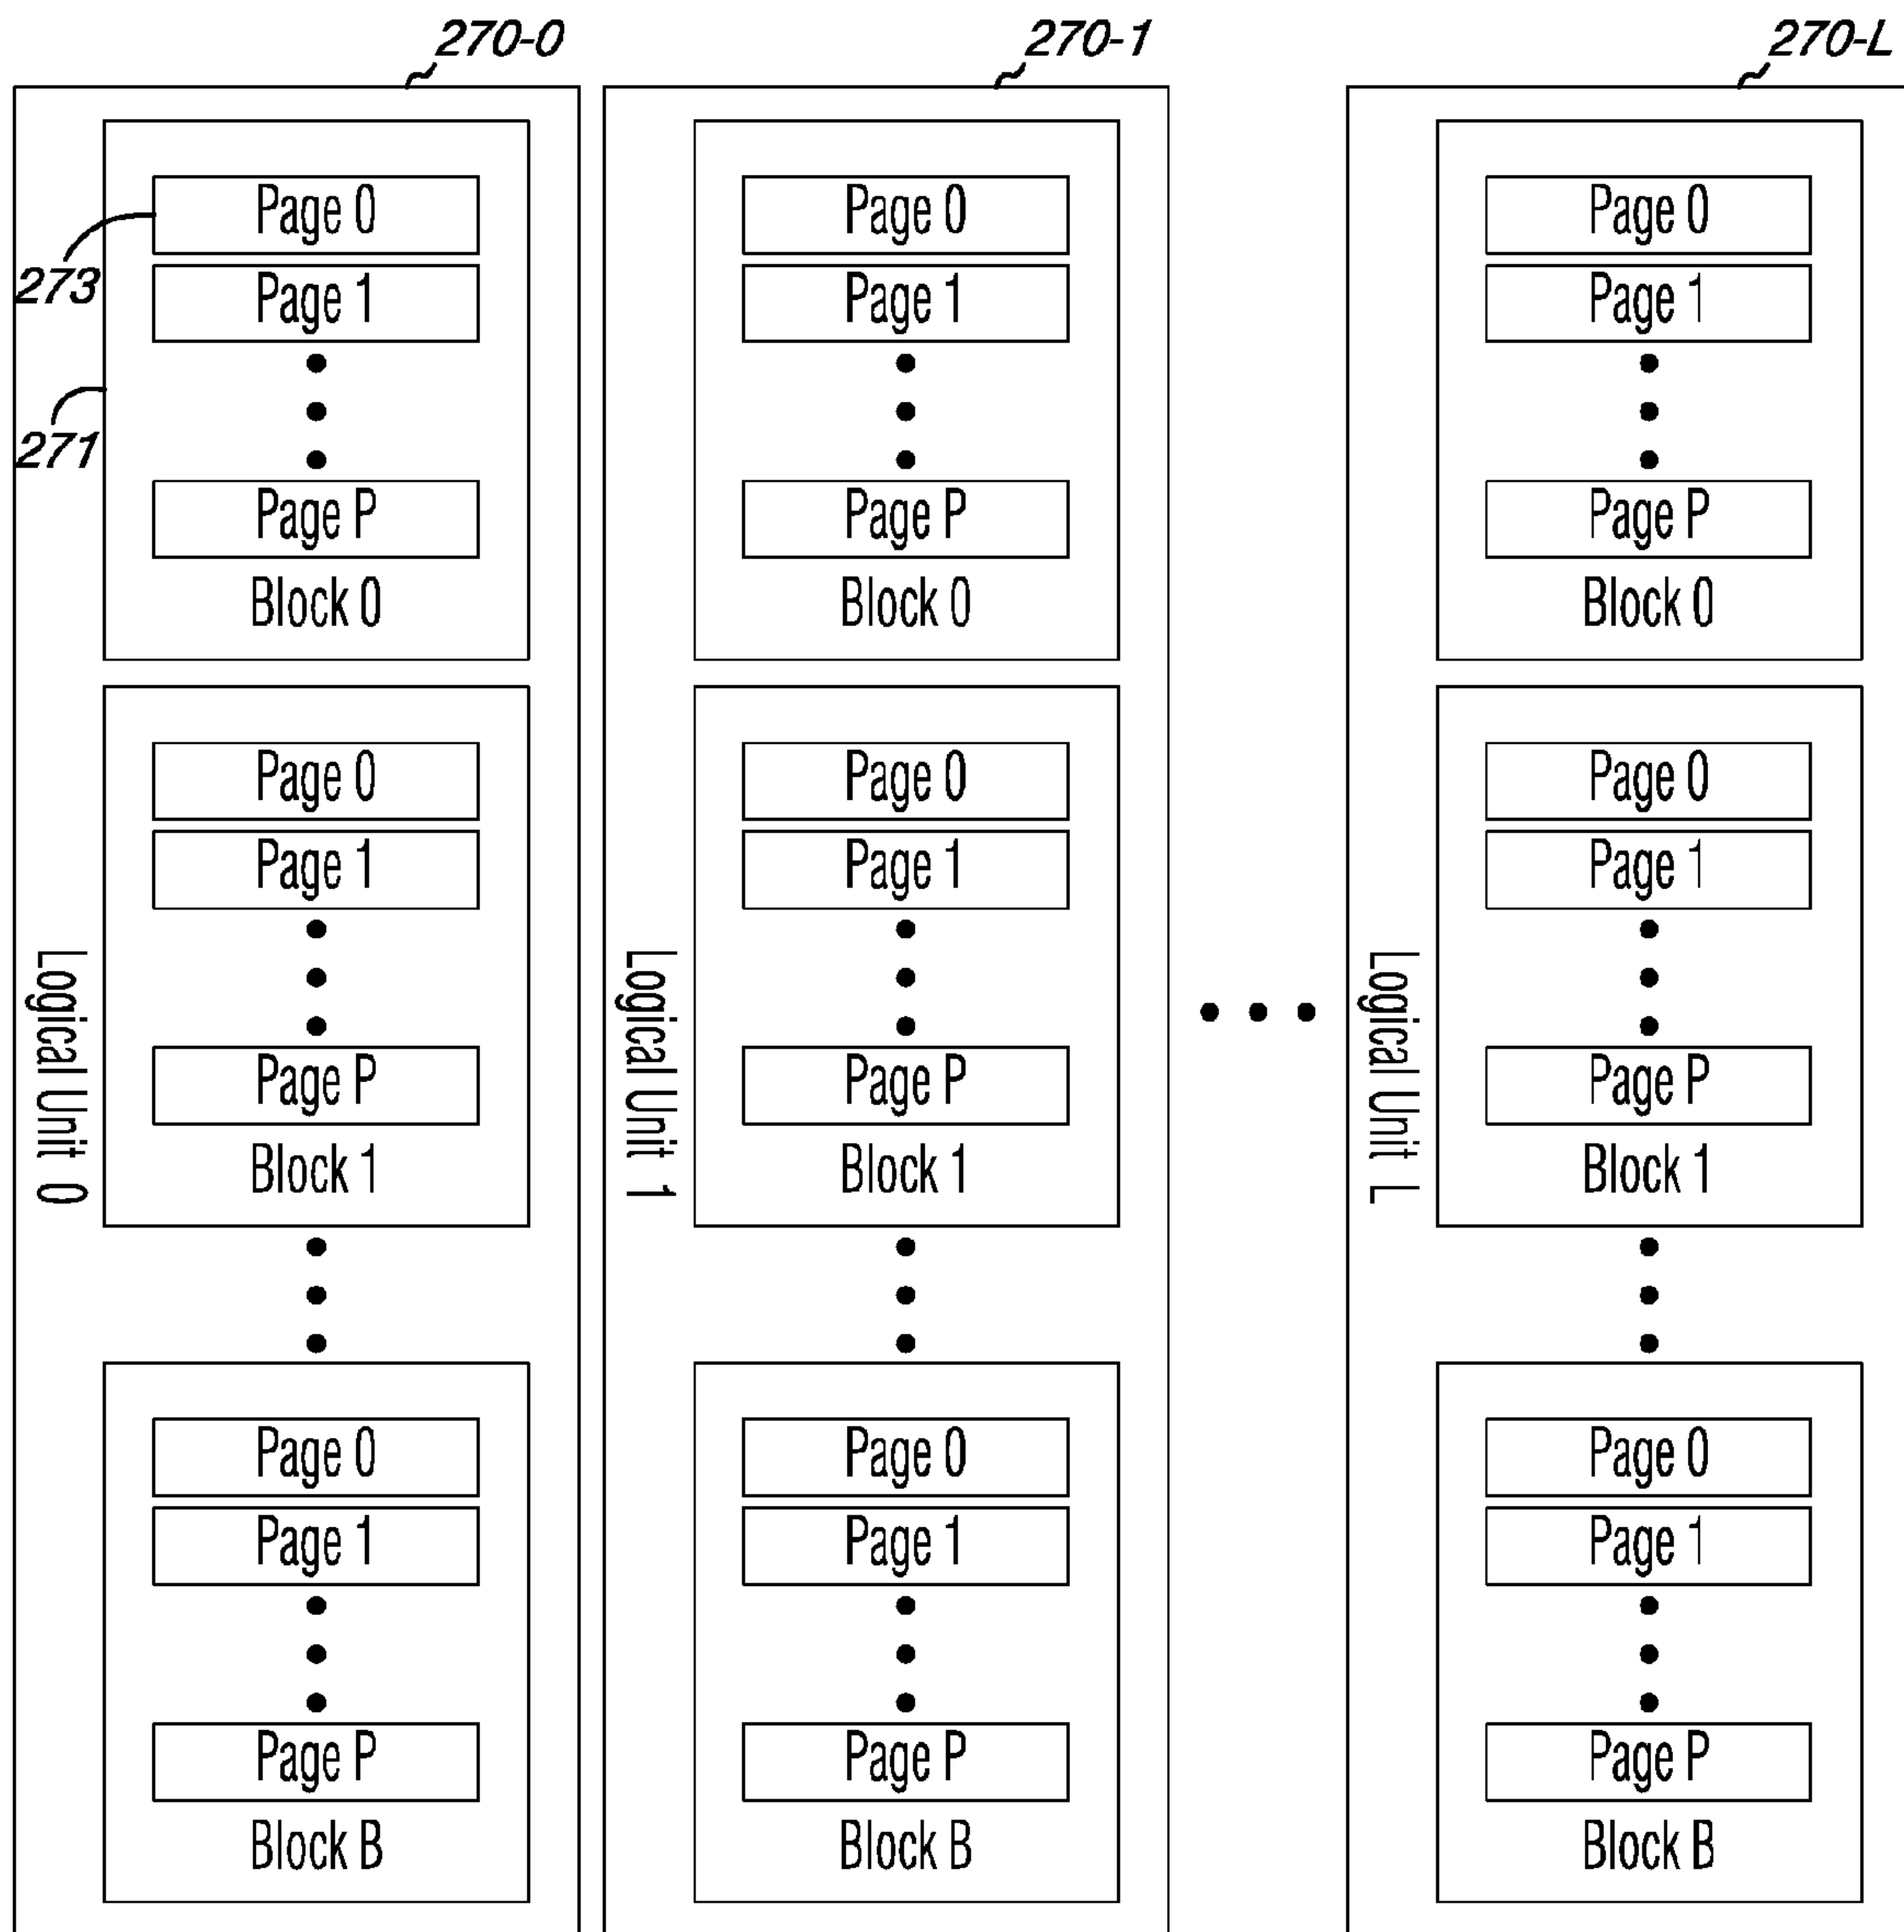 270-0
270-1
270-L
273
271
Logical Unit 0
Page 0
Page 1
Page P
Block 0
Page 0
Page 1
Page P
Block 1
Page 0
Page 1
Page P
Block B
Logical Unit 1
Page 0
Page 1
Page P
Block 0
Page 0
Page 1
Page P
Block 1
Page 0
Page 1
Page P
Block B
Logical Unit L
Page 0
Page 1
Page P
Block 0
Page 0
Page 1
Page P
Block 1
Page 0
Page 1
Page P
Block B